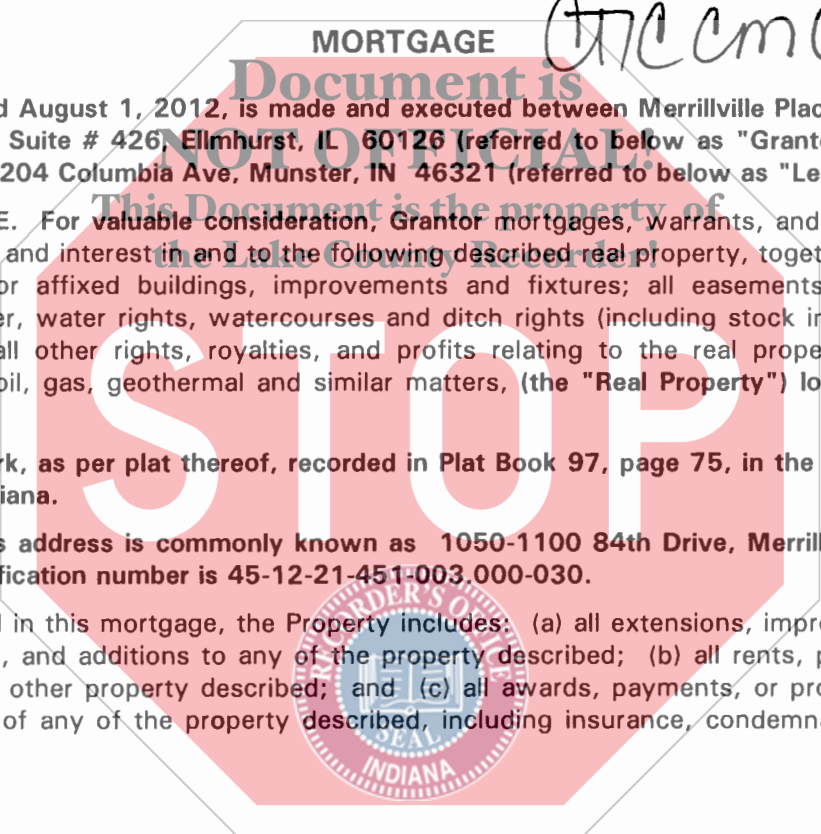 MORTGAGE
CTIC Cm
Document is
d August 1, 2012, is made and executed between Merrillville Plac
Suite # 426, Ellmhurst, IL 60126 (referred to below as "Grant
NOT OFFICIAL!
204 Columbia Ave, Munster, IN 46321 (referred to below as "Le
This Document is the property of
E. For valuable consideration, Grantor mortgages, warrants, and
the Lake County Recorder!
and interest in and to the following described real property, toget
or affixed buildings, improvements and fixtures; all easements
er, water rights, watercourses and ditch rights (including stock in
all other rights, royalties, and profits relating to the real prope
oil, gas, geothermal and similar matters, (the "Real Property") lo
STOP
rk, as per plat thereof, recorded in Plat Book 97, page 75, in the
iana.
s address is commonly known as 1050-1100 84th Drive, Merrill
fication number is 45-12-21-451-003.000-030.
l in this mortgage, the Property includes: (a) all extensions, impr
, and additions to any of the property described; (b) all rents, p
other property described; and (c) all awards, payments, or pro
of any of the property described, including insurance, condemn
RECORDER'S OFFICE
SEAL
INDIANA